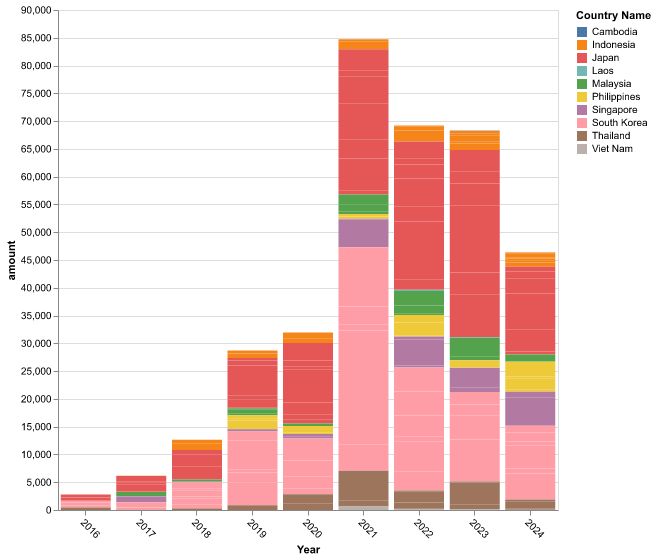 90,000
85,000
80,000
75,000
70,000
65,000
60,000
55,000
50,000
45,000
40,000
35,000
30,000
25,000
20,000
15,000
10,000
5,000
0
amount
2016
2017
2018
2019
2020
2021
2022
2023
2024
Year
Country Name
Cambodia
Indonesia
Japan
Laos
Malaysia
Philippines
Singapore
South Korea
Thailand
Viet Nam